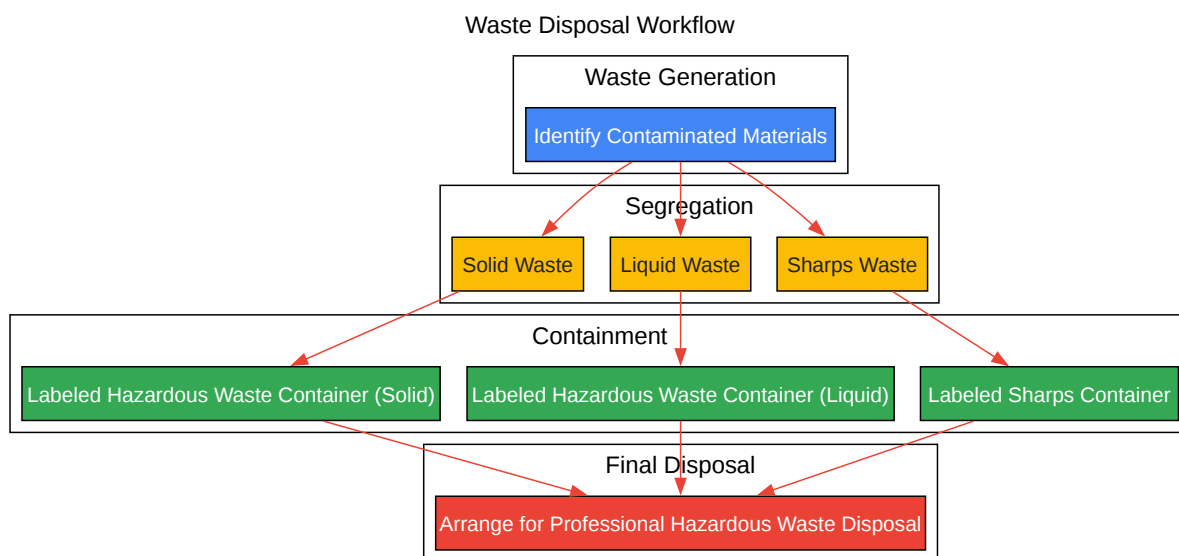 Waste Disposal Workflow
Waste Generation
Identify Contaminated Materials
Segregation
Solid Waste
Liquid Waste
Sharps Waste
Containment
Labeled Hazardous Waste Container (Solid)
Labeled Hazardous Waste Container (Liquid)
Labeled Sharps Container
Final Disposal
Arrange for Professional Hazardous Waste Disposal